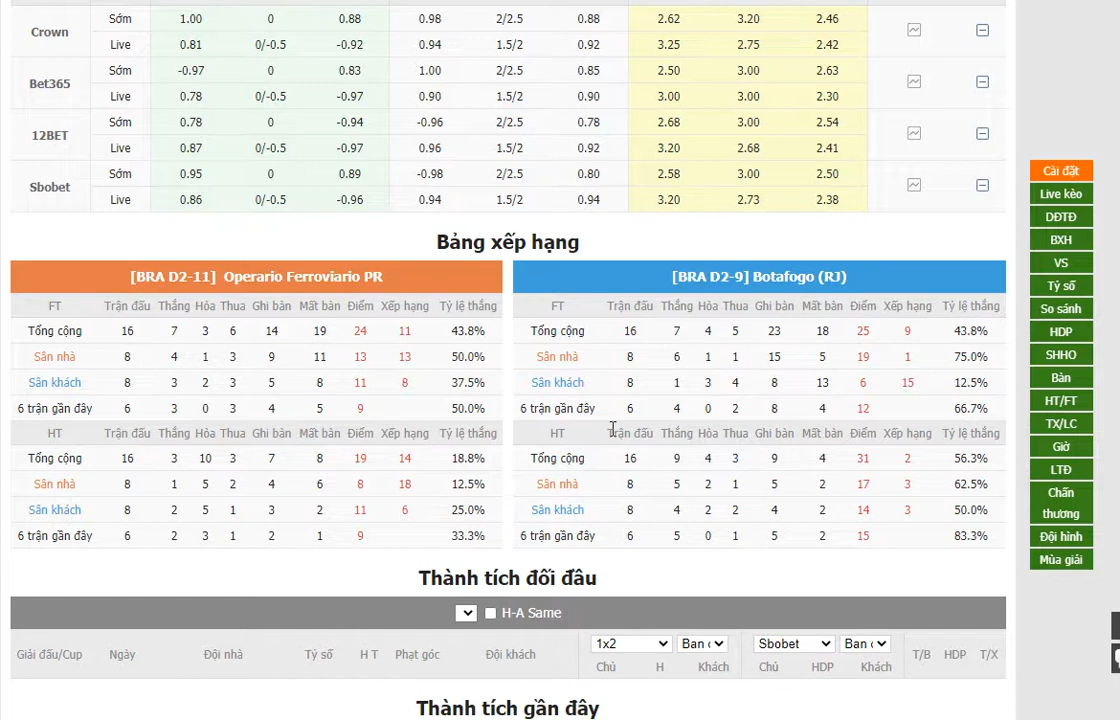 Crown Sớm 1.00 0 0.88 0.98 2/2.5 0.88 2.62 3.20 2.46
Live 0.81 0/-0.5 -0.92 0.94 1.5/2 0.92 3.25 2.75 2.42
Bet365 Sớm -0.97 0 0.83 1.00 2/2.5 0.85 2.50 3.00 2.63
Live 0.78 0/-0.5 -0.97 0.90 1.5/2 0.90 3.00 3.00 2.30
12BET Sớm 0.78 0 -0.94 -0.96 2/2.5 0.78 2.68 3.00 2.54
Live 0.87 0/-0.5 -0.97 0.96 1.5/2 0.92 3.20 2.68 2.41
Sbobet Sớm 0.95 0 0.89 -0.98 2/2.5 0.80 2.58 3.00 2.50
Live 0.86 0/-0.5 -0.96 0.94 1.5/2 0.94 3.20 2.73 2.38
Bảng xếp hạng
[BRA D2-11] Operario Ferroviario PR
FT Trận đấu Thắng Hòa Thua Ghi bàn Mất bàn Điểm Xếp hạng Tỷ lệ thắng
Tổng cộng 16 7 3 6 14 19 24 11 43.8%
Sân nhà 8 4 1 3 9 11 13 13 50.0%
Sân khách 8 3 2 3 5 8 11 8 37.5%
6 trận gần đây 6 3 0 3 4 5 9 50.0%
HT Trận đấu Thắng Hòa Thua Ghi bàn Mất bàn Điểm Xếp hạng Tỷ lệ thắng
Tổng cộng 16 3 10 3 7 8 19 14 18.8%
Sân nhà 8 1 5 2 4 6 8 18 12.5%
Sân khách 8 2 5 1 3 2 11 6 25.0%
6 trận gần đây 6 2 3 1 2 1 9 33.3%
[BRA D2-9] Botafogo (RJ)
FT Trận đấu Thắng Hòa Thua Ghi bàn Mất bàn Điểm Xếp hạng Tỷ lệ thắng
Tổng cộng 16 7 4 5 23 18 25 9 43.8%
Sân nhà 8 6 1 1 15 5 19 1 75.0%
Sân khách 8 1 3 4 8 13 6 15 12.5%
6 trận gần đây 6 4 0 2 8 4 12 66.7%
HT Trận đấu Thắng Hòa Thua Ghi bàn Mất bàn Điểm Xếp hạng Tỷ lệ thắng
Tổng cộng 16 9 4 3 9 4 31 2 56.3%
Sân nhà 8 5 2 1 5 2 17 3 62.5%
Sân khách 8 4 2 2 4 2 14 3 50.0%
6 trận gần đây 6 5 0 1 5 2 15 83.3%
Thành tích đối đầu
H-A Same
Giải đấu/Cup Ngày Đội nhà Tỷ số H T Phạt góc Đội khách 1x2 Ban Sbobet Ban T/B HDP T/X
Chủ H Khách Chủ HDP Khách
Thành tích gần đây
Cài đặt
Live kèo
DĐTĐ
BXH
VS
Tỷ số
So sánh
HDP
SHHO
Bàn
HT/FT
TX/LC
Giờ
LTĐ
Chấn
thương
Đội hình
Mùa giải